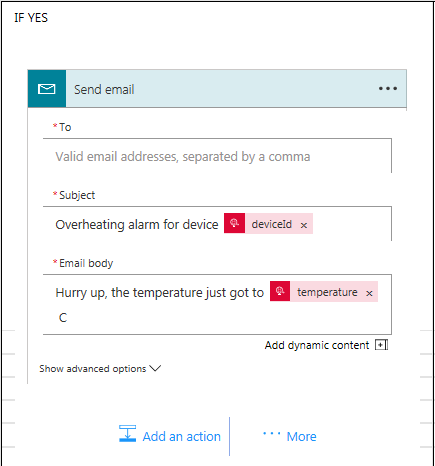 IF YES
Send email
*To
Valid email addresses, separated by a comma
*Subject
Overheating alarm for device deviceId x
*Email body
Hurry up, the temperature just got to temperature x
C
Add dynamic content
Show advanced options
Add an action
More